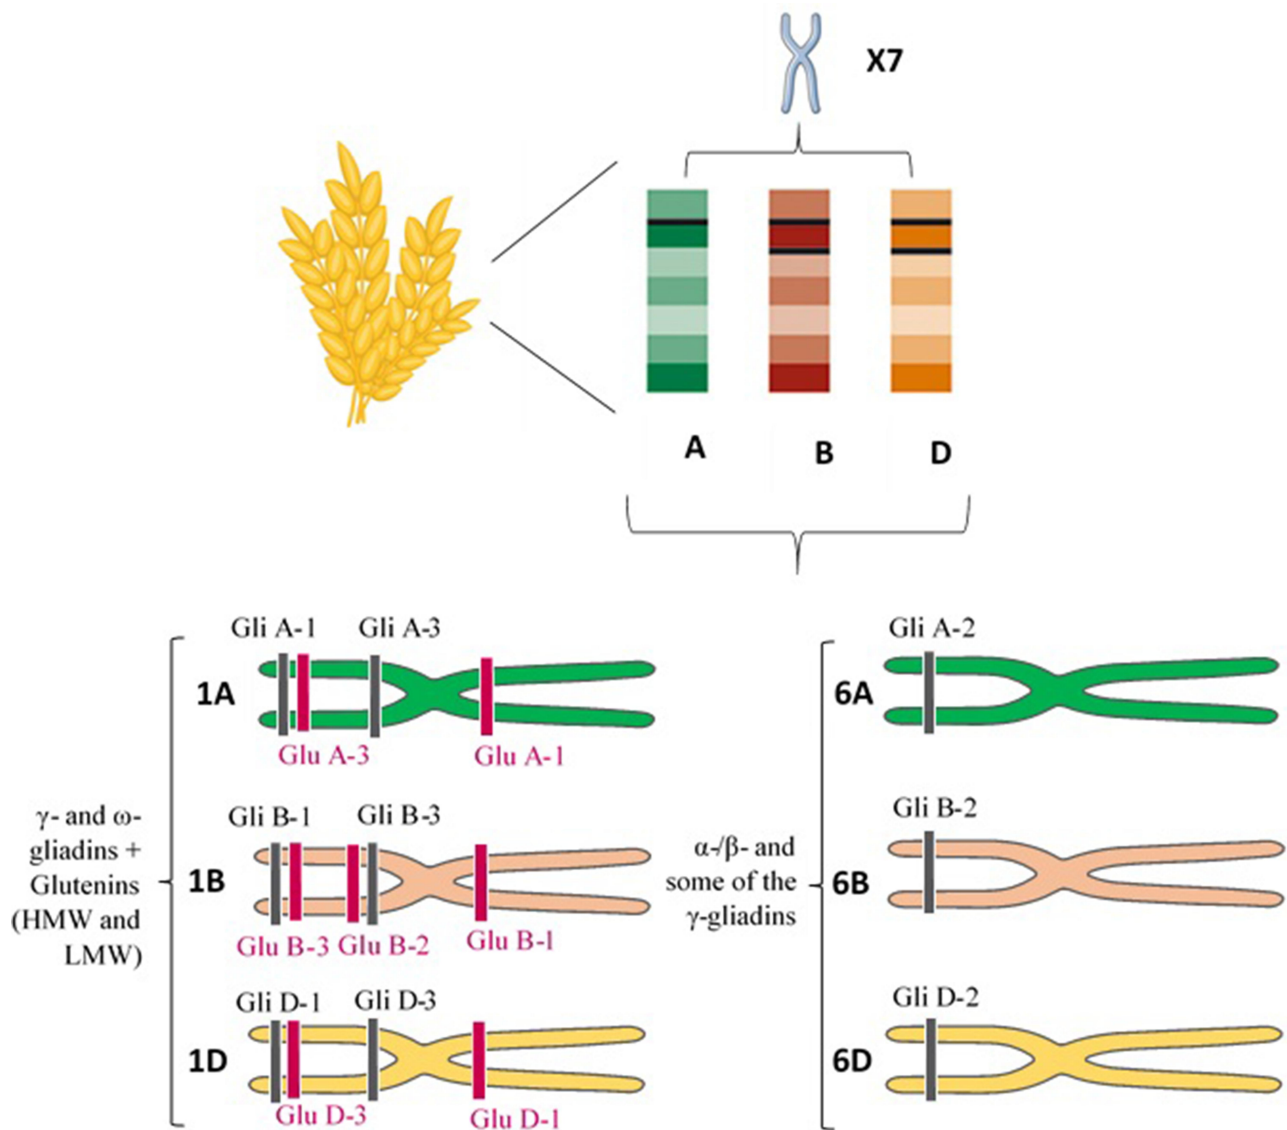 X7
A
B
D
Gli A-1
Gli A-3
1A
Glu A-3
Glu A-1
Gli B-1
Gli B-3
1B
Glu B-3
Glu B-2
Glu B-1
Gli D-1
Gli D-3
1D
Glu D-3
Glu D-1
γ- and ω-
gliadins +
Glutenins
(HMW and
LMW)
Gli A-2
6A
Gli B-2
6B
Gli D-2
6D
α-/β- and
some of the
γ-gliadins